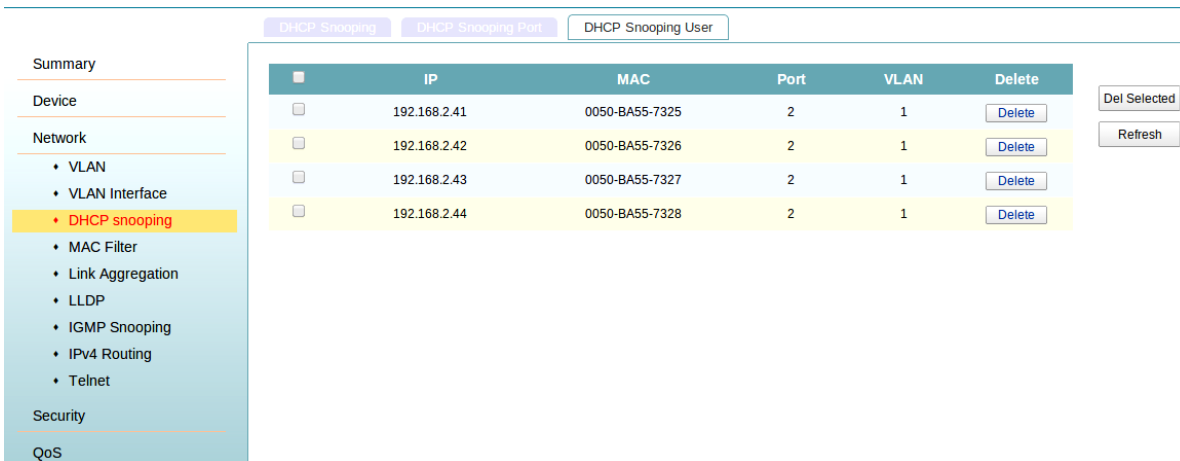 DHCP Snooping DHCP Snooping Port DHCP Snooping User
Summary
Device
Network
VLAN
VLAN Interface
DHCP snooping
MAC Filter
Link Aggregation
LLDP
IGMP Snooping
IPv4 Routing
Telnet
Security
QoS
IP MAC Port VLAN Delete
192.168.2.41 0050-BA55-7325 2 1 Delete
192.168.2.42 0050-BA55-7326 2 1 Delete
192.168.2.43 0050-BA55-7327 2 1 Delete
192.168.2.44 0050-BA55-7328 2 1 Delete
Del Selected
Refresh